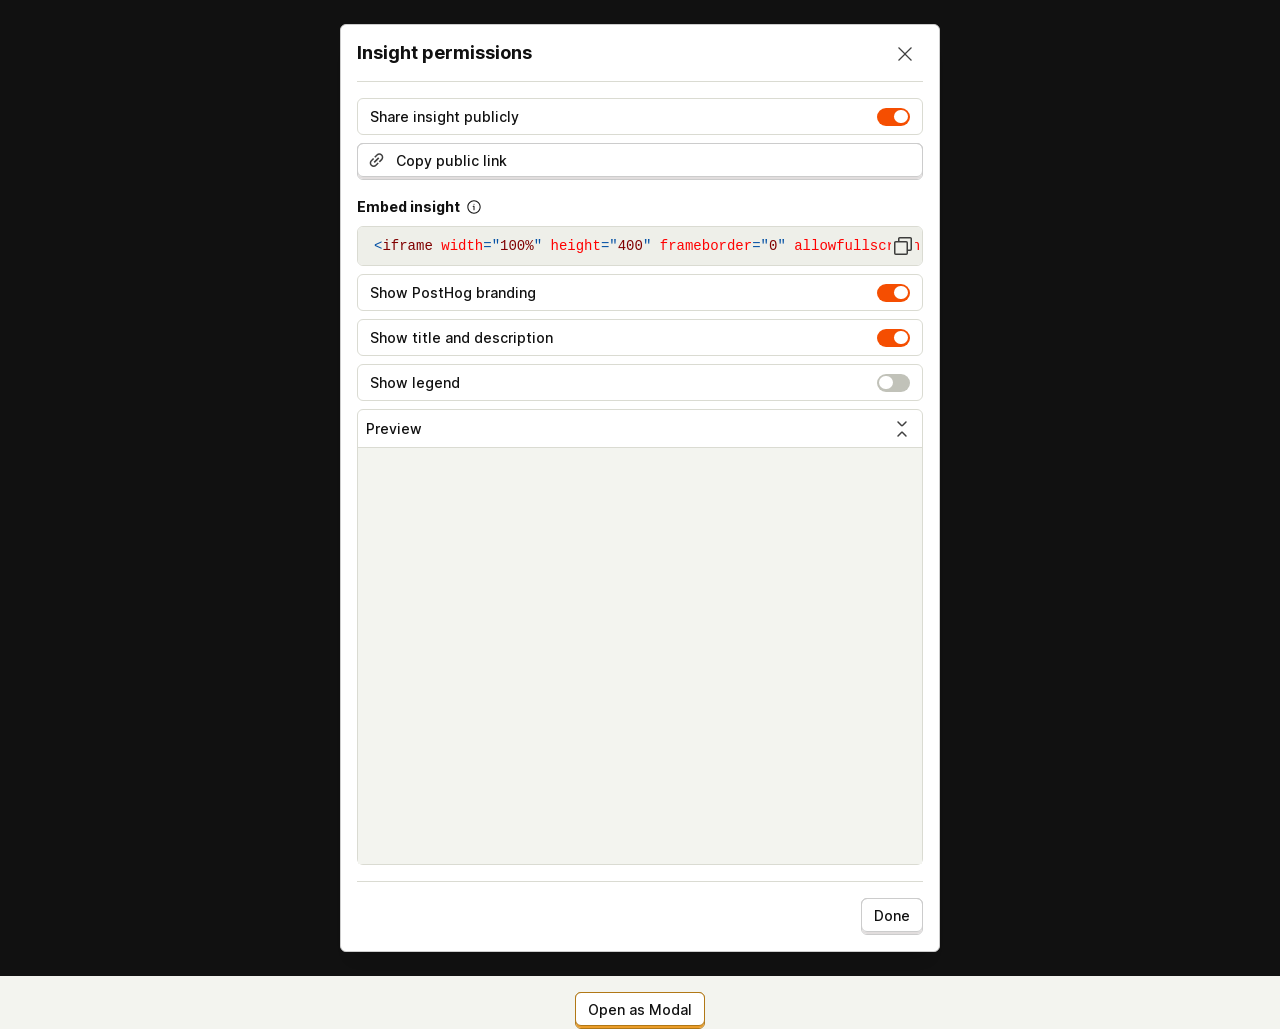 Insight permissions
Share insight publicly
Copy public link
Embed insight
<iframe width="100%" height="400" frameborder="0"
Show PostHog branding
Show title and description
Show legend
Preview
Done
Open as Modal